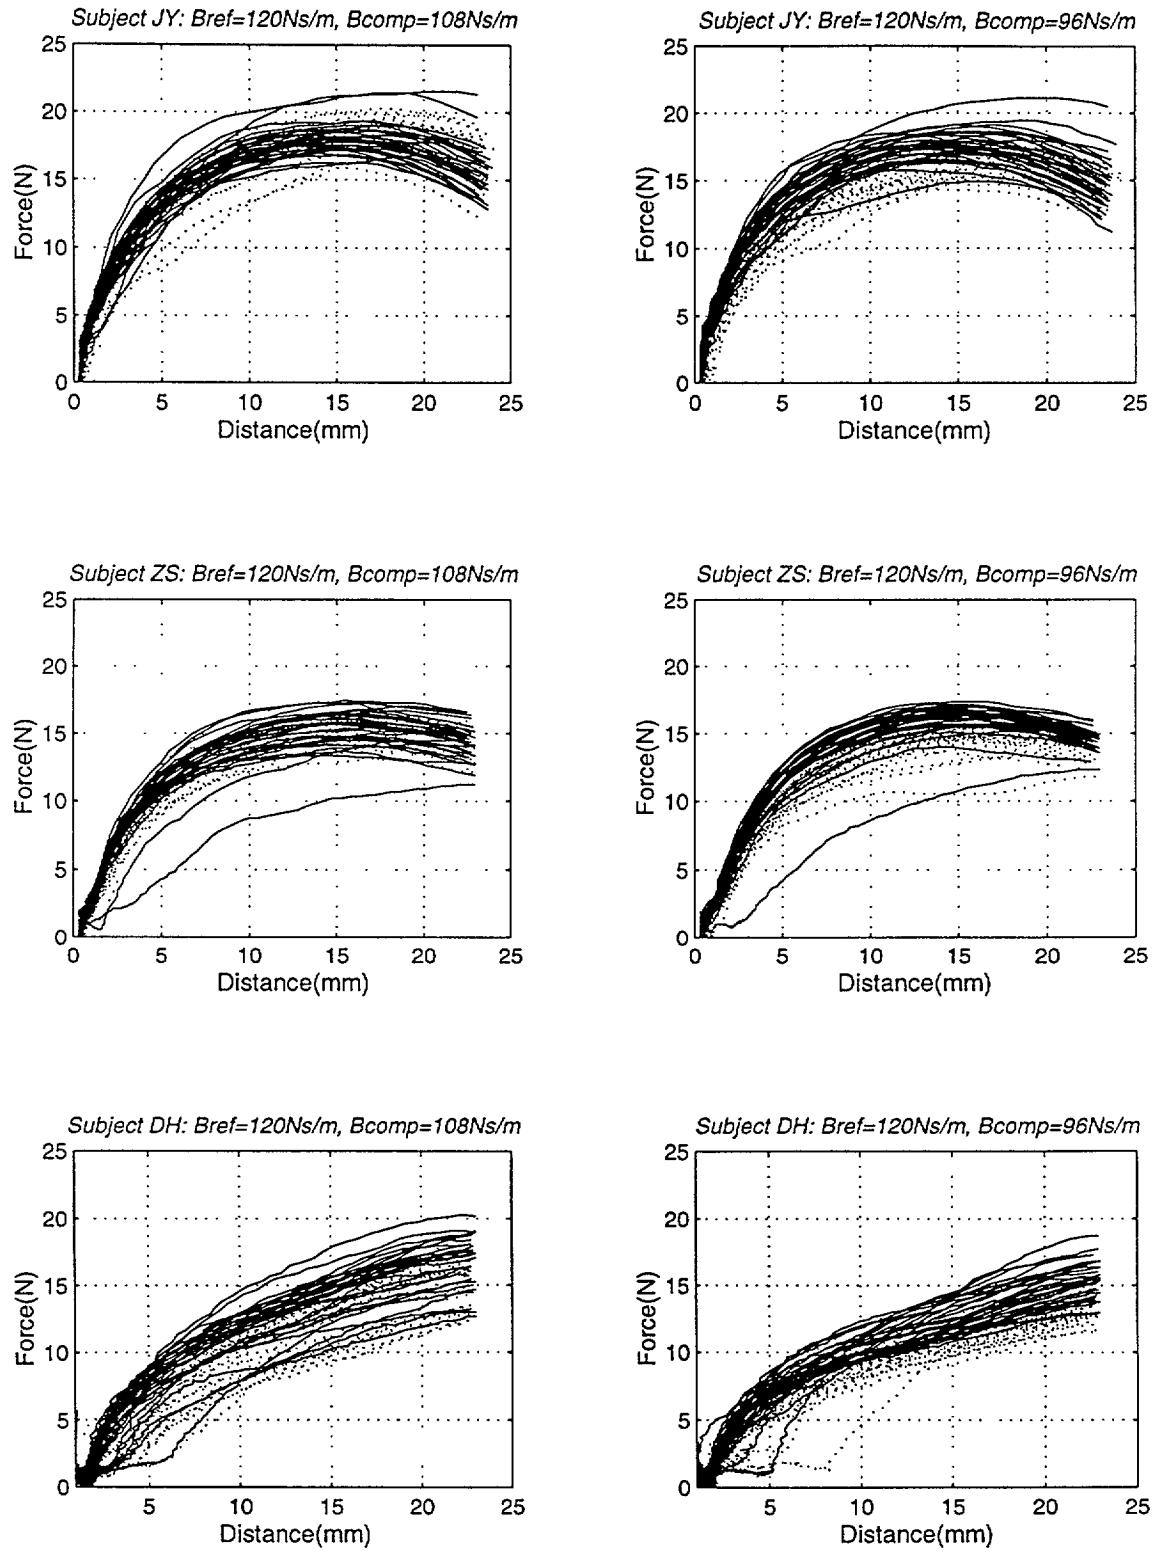 Subject JY: Bref=120Ns/m, Bcomp=108Ns/m
25
20
15
10
5
0
Force(N)
0 5 10 15 20 25
Distance(mm)
Subject JY: Bref=120Ns/m, Bcomp=96Ns/m
25
20
15
10
5
0
Force(N)
0 5 10 15 20 25
Distance(mm)
Subject ZS: Bref=120Ns/m, Bcomp=108Ns/m
25
20
15
10
5
0
Force(N)
0 5 10 15 20 25
Distance(mm)
Subject ZS: Bref=120Ns/m, Bcomp=96Ns/m
25
20
15
10
5
0
Force(N)
0 5 10 15 20 25
Distance(mm)
Subject DH: Bref=120Ns/m, Bcomp=108Ns/m
25
20
15
10
5
0
Force(N)
5 10 15 20 25
Distance(mm)
Subject DH: Bref=120Ns/m, Bcomp=96Ns/m
25
20
15
10
5
0
Force(N)
5 10 15 20 25
Distance(mm)